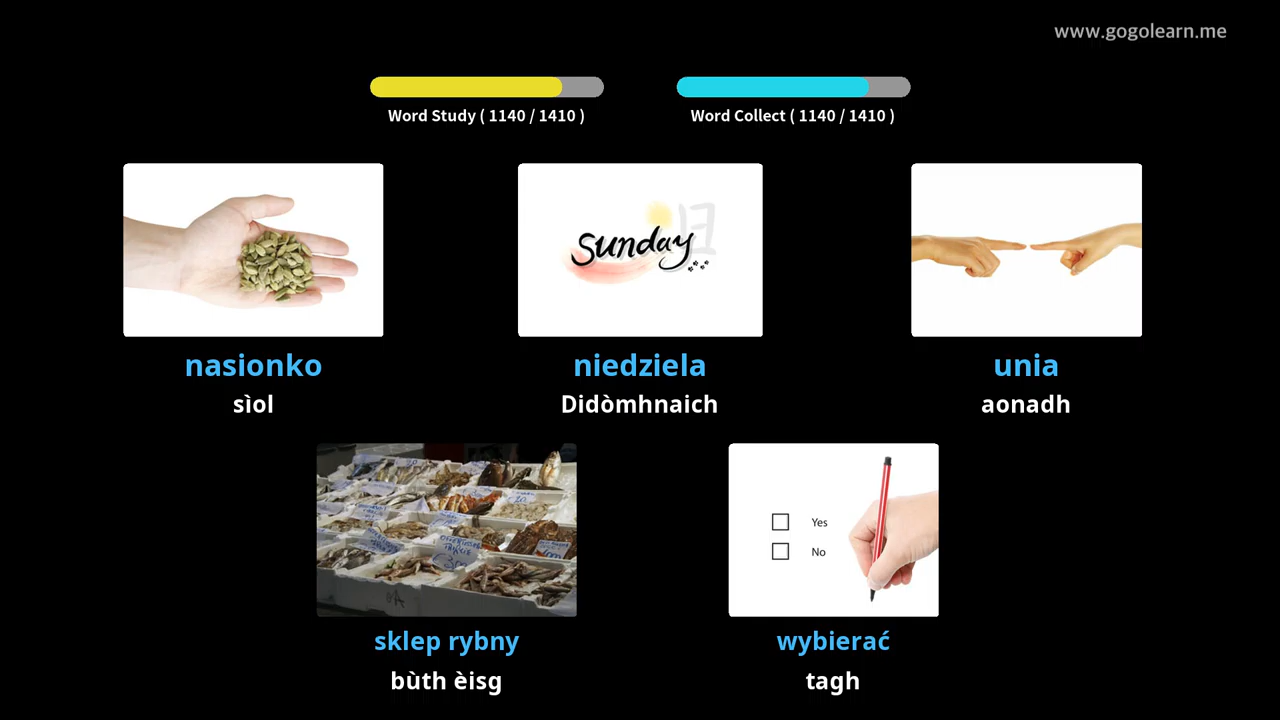 www.gogolearn.me
Word Study ( 1140 / 1410 )
Word Collect ( 1140 / 1410 )
Sunday
nasionko
niedziela
unia
sìol
Didòmhnaich
aonadh
Yes
No
sklep rybny
wybierać
bùth èisg
tagh